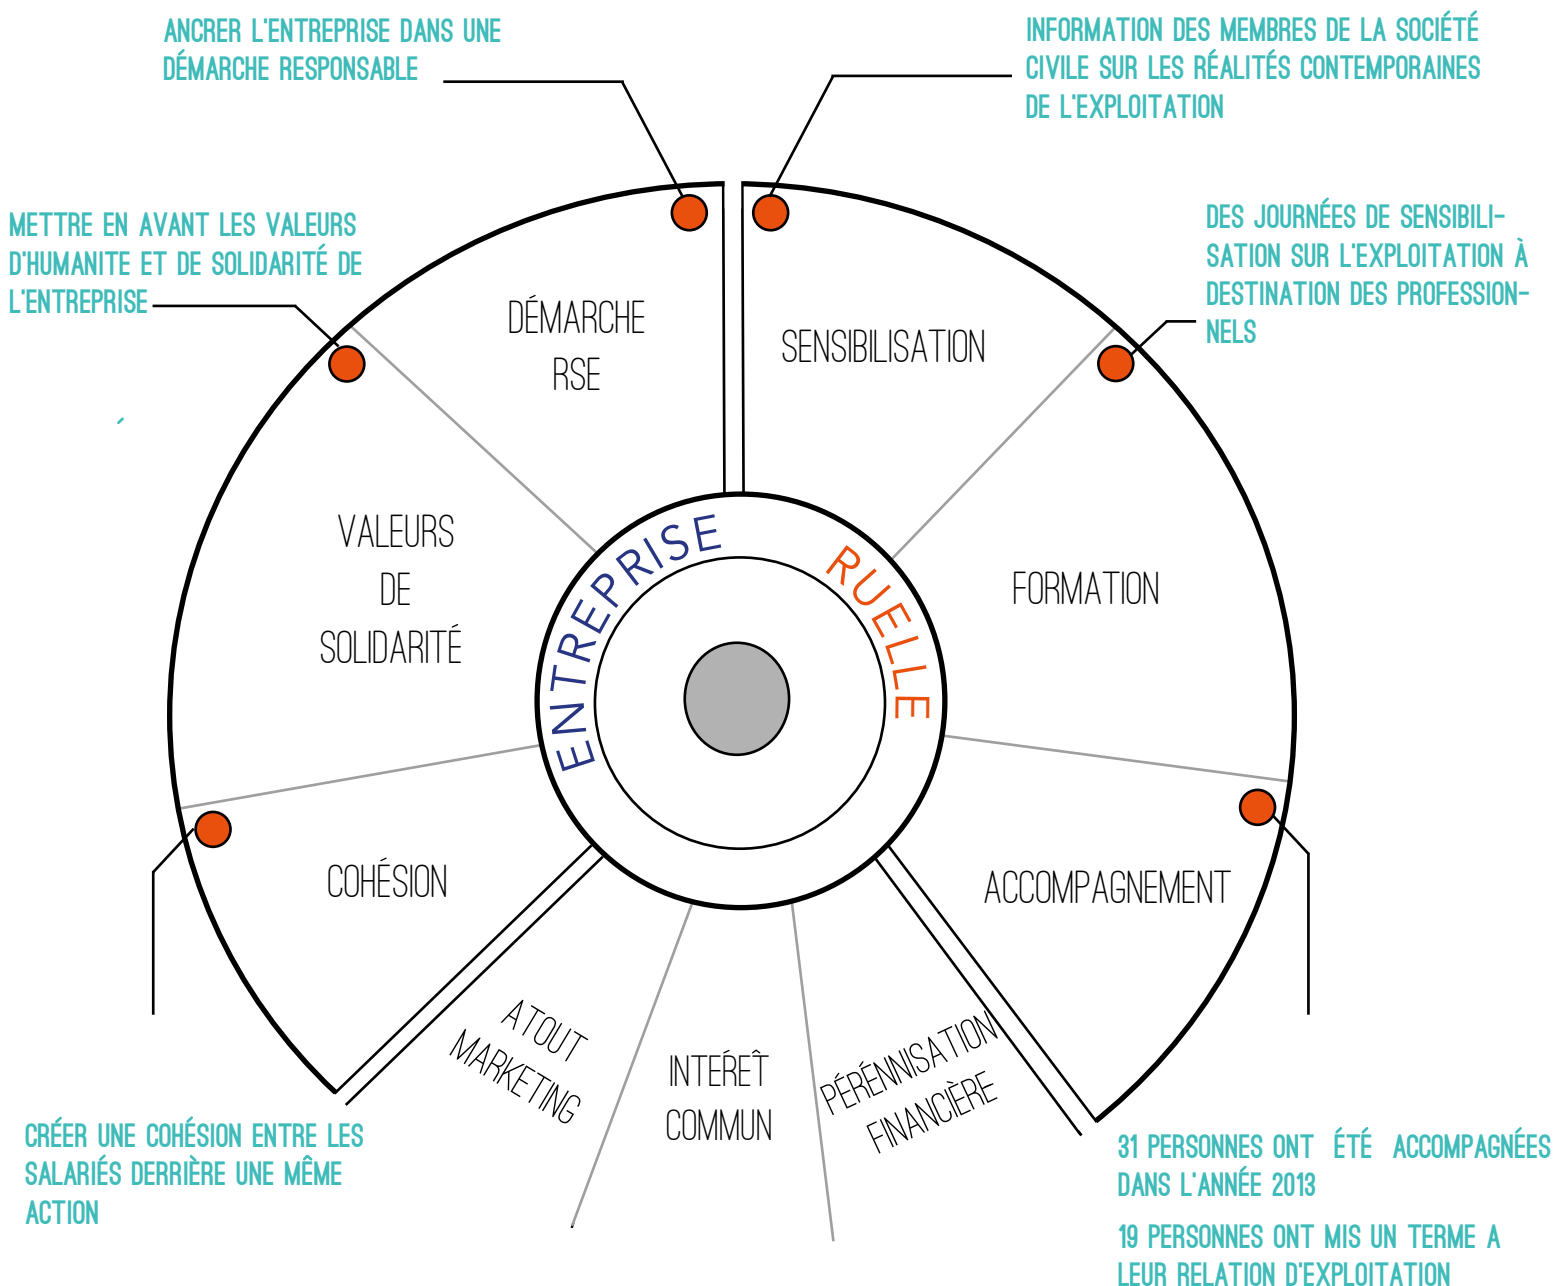 ANCRER L'ENTREPRISE DANS UNE
DÉMARCHE RESPONSABLE
INFORMATION DES MEMBRES DE LA SOCIÉTÉ
CIVILE SUR LES RÉALITÉS CONTEMPORAINES
DE L'EXPLOITATION
METTRE EN AVANT LES VALEURS
D'HUMANITE ET DE SOLIDARITÉ DE
L'ENTREPRISE
DES JOURNÉES DE SENSIBILI-
SATION SUR L'EXPLOITATION À
DESTINATION DES PROFESSION-
NELS
DÉMARCHE
RSE
SENSIBILISATION
VALEURS
DE
SOLIDARITÉ
FORMATION
ENTREPRISE
RUELLE
COHÉSION
ACCOMPAGNEMENT
ATOUT
MARKETING
INTÉRET̂
COMMUN
PÉRÉNNISATION
FINANCIÈRE
CRÉER UNE COHÉSION ENTRE LES
SALARIÉS DERRIÈRE UNE MÊME
ACTION
31 PERSONNES ONT ÉTÉ ACCOMPAGNÉES
DANS L'ANNÉE 2013
19 PERSONNES ONT MIS UN TERME A
LEUR RELATION D'EXPLOITATION